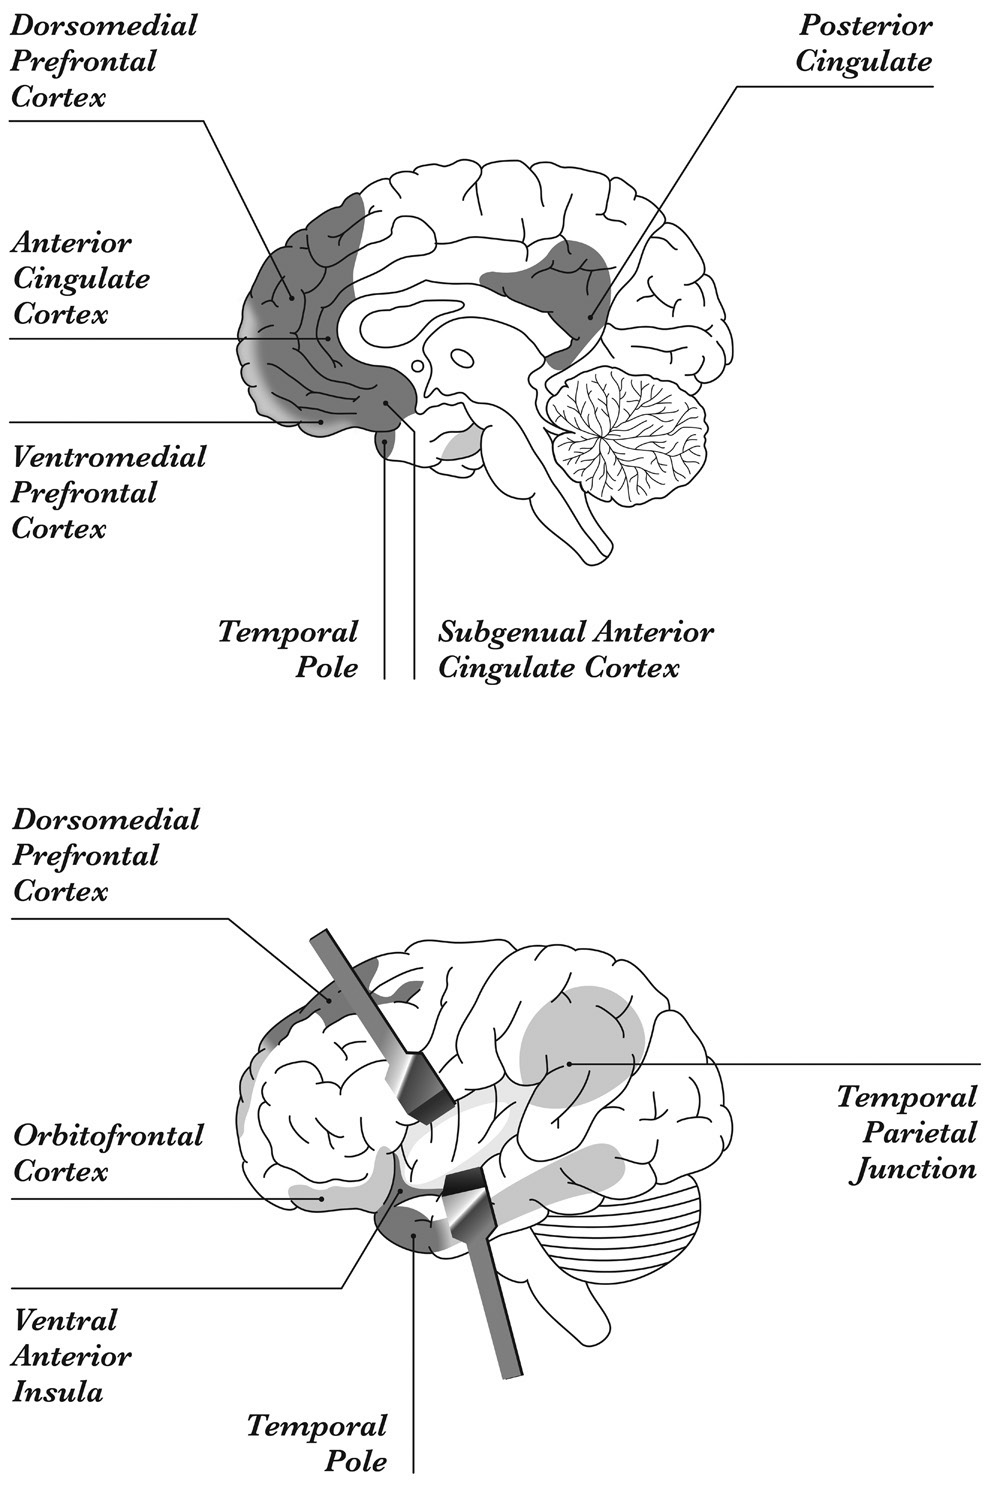 Dorsomedial
Prefrontal
Cortex
Posterior
Cingulate
Anterior
Cingulate
Cortex
Ventromedial
Prefrontal
Cortex
Temporal
Pole
Subgenual Anterior
Cingulate Cortex
Dorsomedial
Prefrontal
Cortex
Orbitofrontal
Cortex
Temporal
Parietal
Junction
Ventral
Anterior
Insula
Temporal
Pole